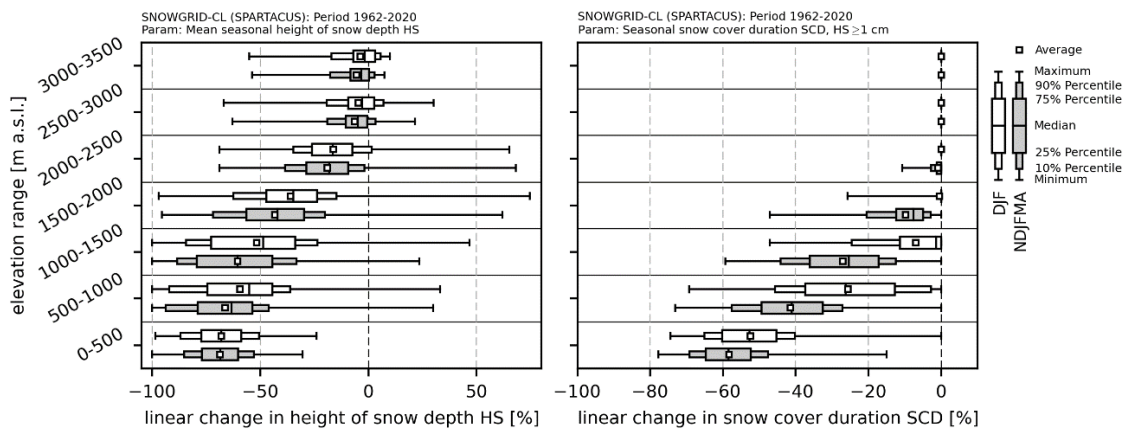 SNOWGRID-CL (SPARTACUS): Period 1962-2020
Param: Mean seasonal height of snow depth HS
SNOWGRID-CL (SPARTACUS): Period 1962-2020
Param: Seasonal snow cover duration SCD, HS ≥1 cm
elevation range [m a.s.l.]
3000-3500
2500-3000
2000-2500
1500-2000
1000-1500
500-1000
0-500
−100
−50
0
50
linear change in height of snow depth HS [%]
−100
−80
−60
−40
−20
0
linear change in snow cover duration SCD [%]
Average
Maximum
90% Percentile
75% Percentile
Median
25% Percentile
10% Percentile
Minimum
DJF
NDJFMA